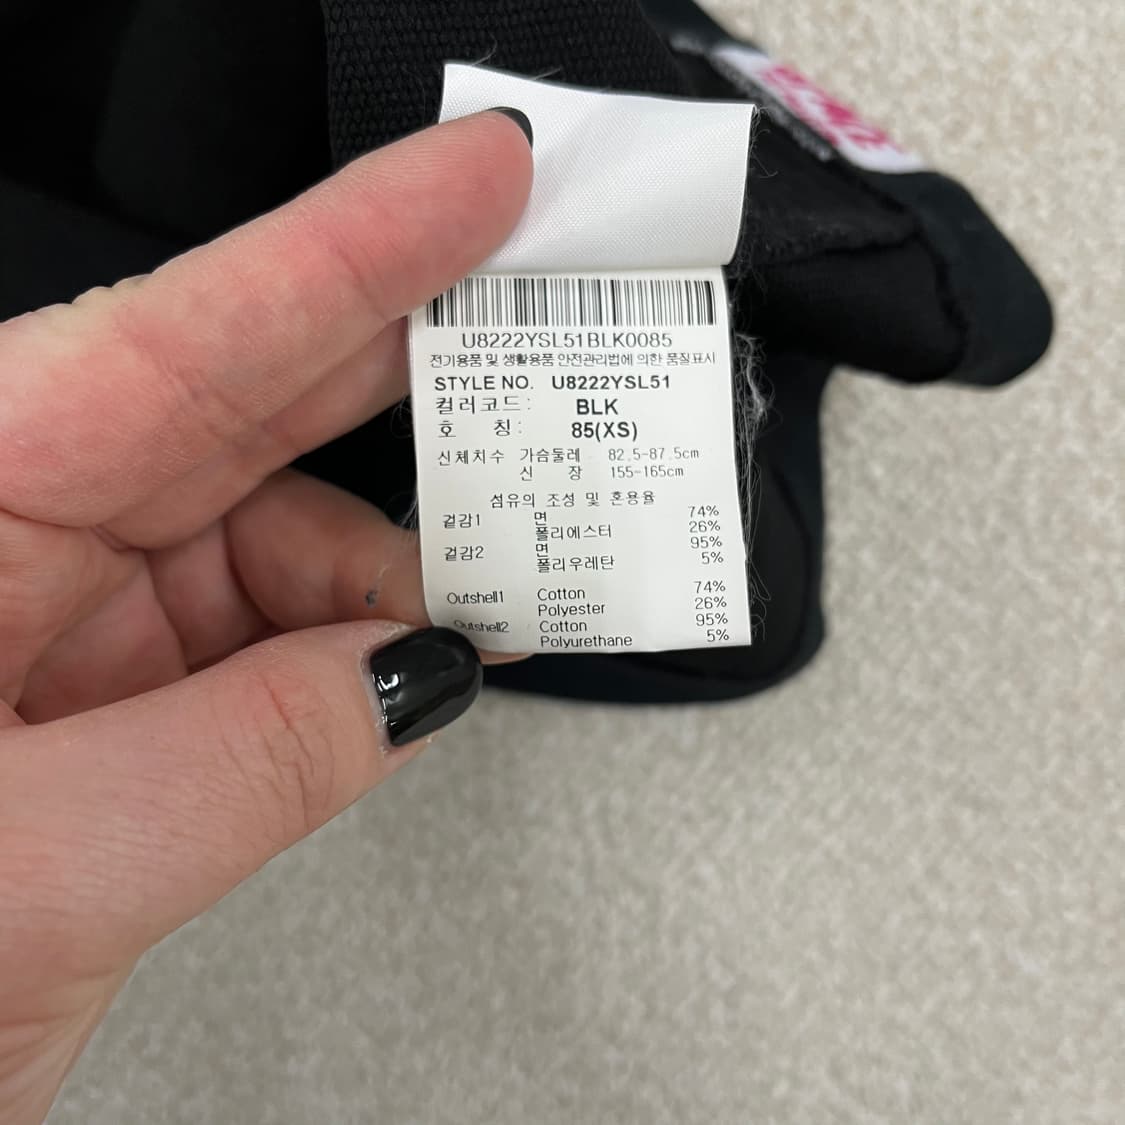 U8222YSL51BLK0085
전기용품 및 생활용품 안전관리법에 의한 품질표시
STYLE NO. U8222YSL51
컬러코드: BLK
호 칭: 85(XS)
신체치수 가슴둘레 82.5-87.5cm
신 장 155-165cm
섬유의 조성 및 혼용율
겉감1 면 74%
폴리에스터 26%
겉감2 면 95%
폴리우레탄 5%
Outshell1 Cotton 74%
Polyester 26%
Outshell2 Cotton 95%
Polyurethane 5%